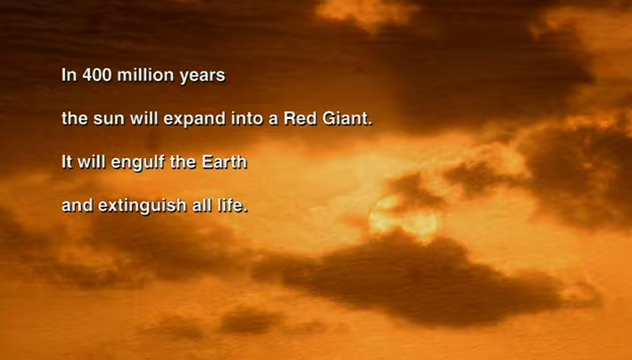 In 400 million years
the sun will expand into a Red Giant.
It will engulf the Earth
and extinguish all life.